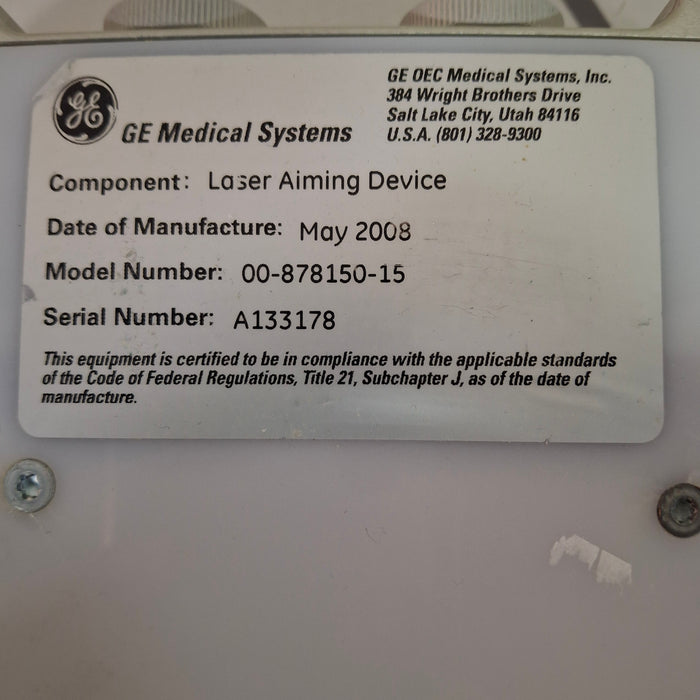 GE
GE Medical Systems
GE OEC Medical Systems, Inc.
384 Wright Brothers Drive
Salt Lake City, Utah 84116
U.S.A. (801) 328-9300
Component: Laser Aiming Device
Date of Manufacture: May 2008
Model Number: 00-878150-15
Serial Number: A133178
This equipment is certified to be in compliance with the applicable standards
of the Code of Federal Regulations, Title 21, Subchapter J, as of the date of
manufacture.